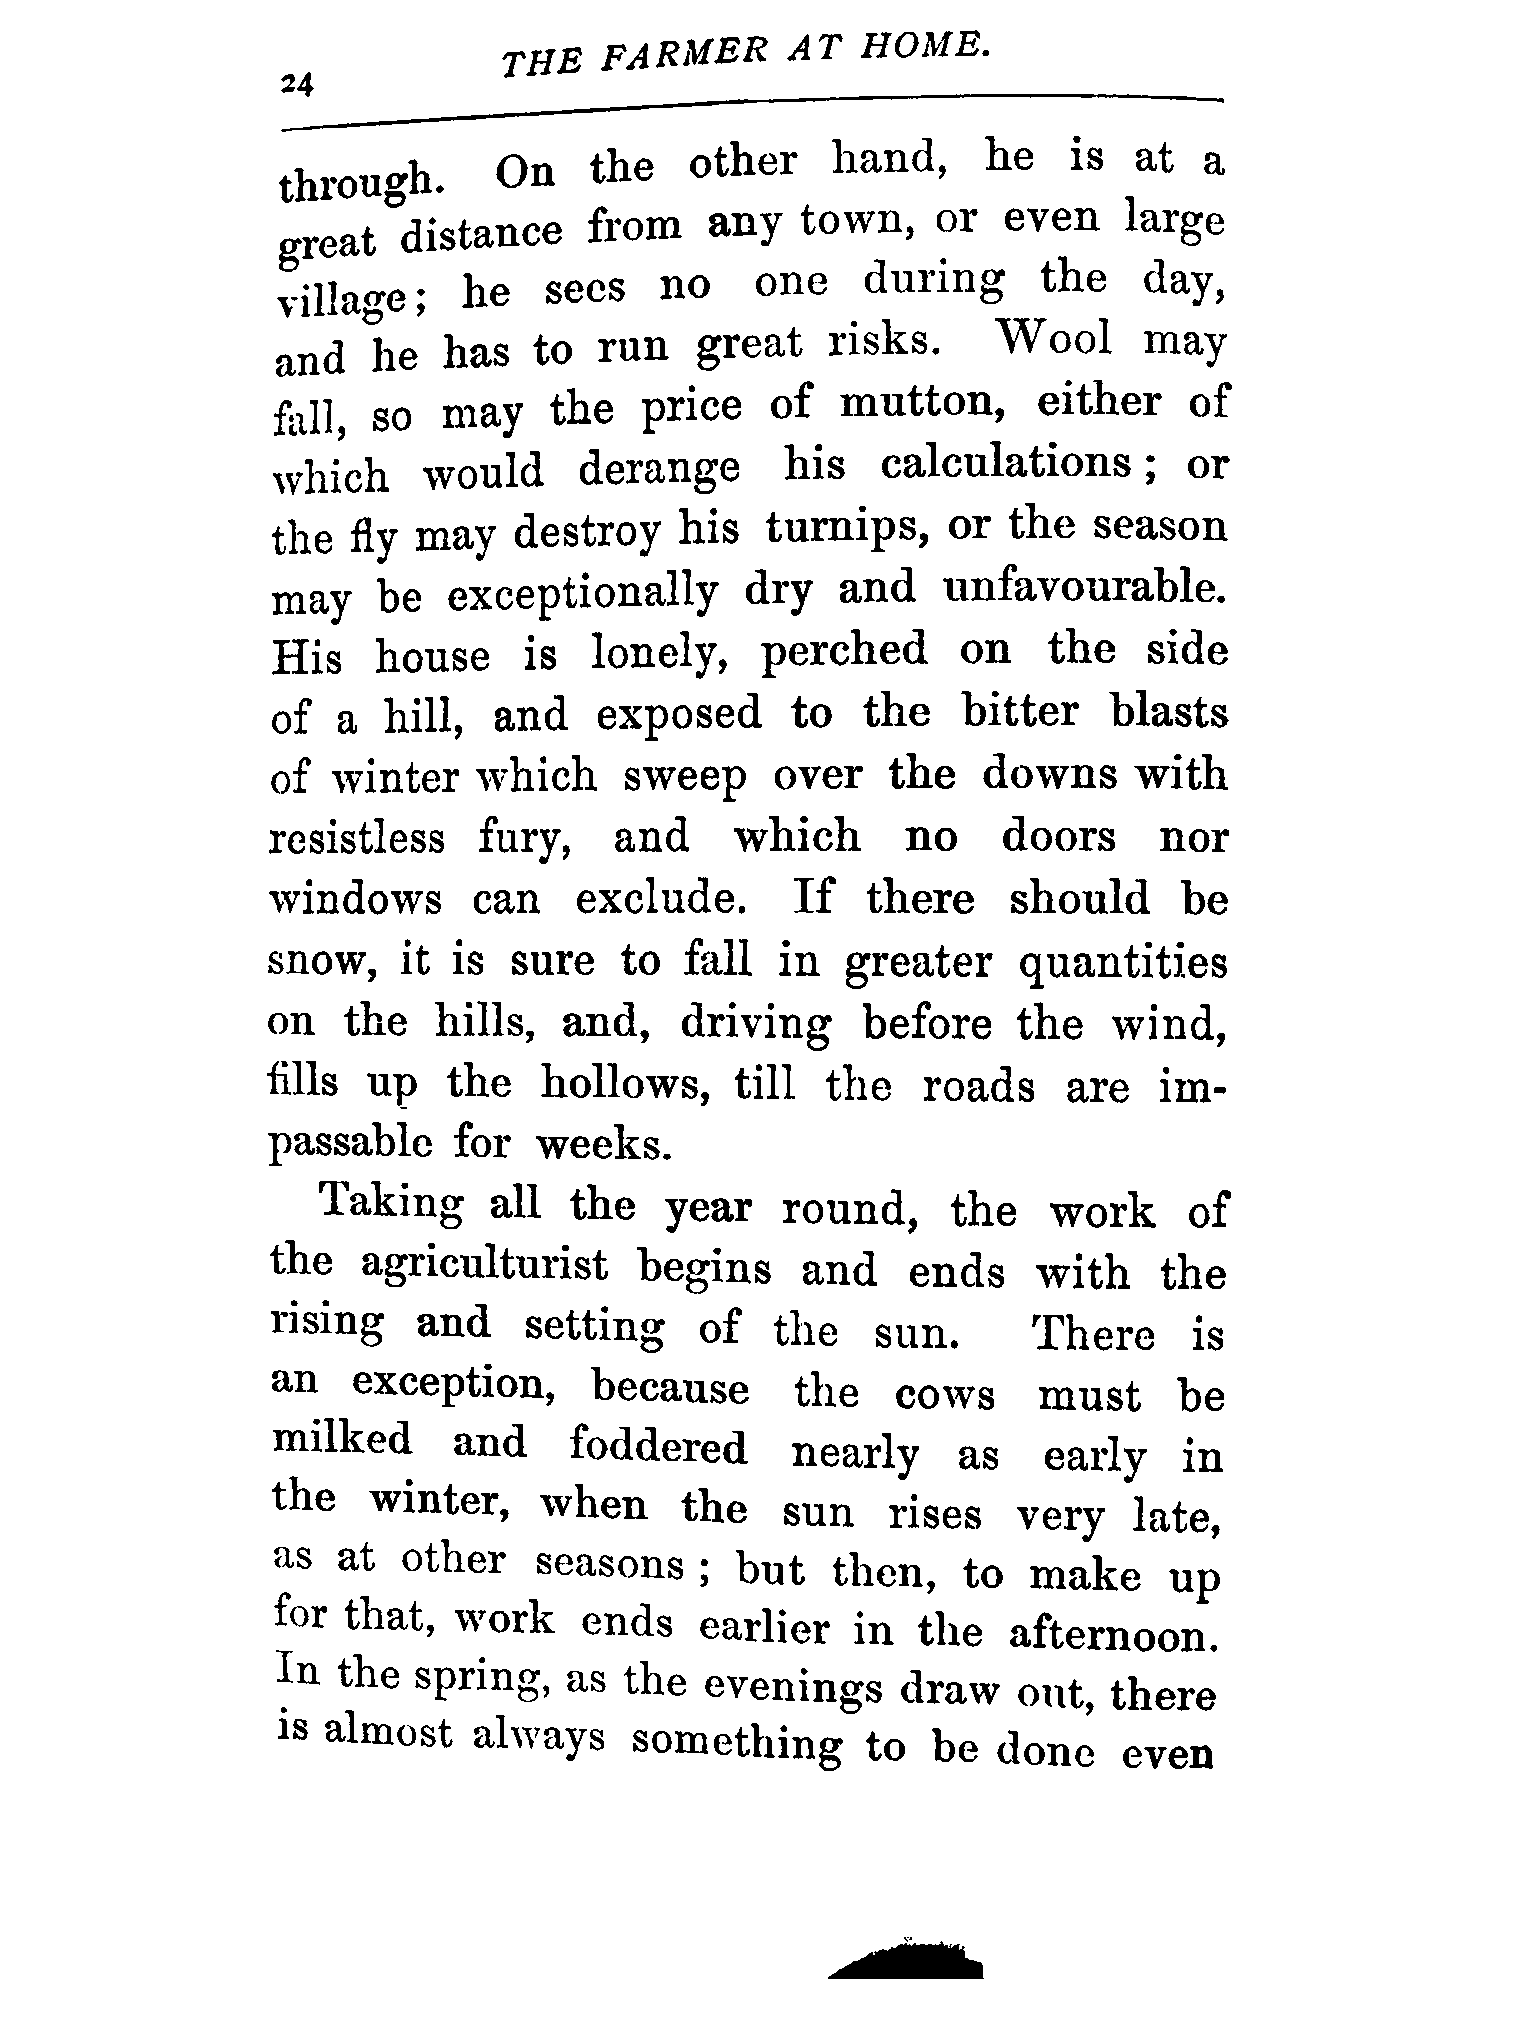 24 THE FARMER AT HOME.
through. On the other hand, he is at a
great distance from any town, or even large
village; he sees no one during the day,
and he has to run great risks. Wool may
fall, so may the price of mutton, either of
which would derange his calculations; or
the fly may destroy his turnips, or the season
may be exceptionally dry and unfavourable.
His house is lonely, perched on the side
of a hill, and exposed to the bitter blasts
of winter which sweep over the downs with
resistless fury, and which no doors nor
windows can exclude. If there should be
snow, it is sure to fall in greater quantities
on the hills, and, driving before the wind,
fills up the hollows, till the roads are im-
passable for weeks.
Taking all the year round, the work of
the agriculturist begins and ends with the
rising and setting of the sun. There is
an exception, because the cows must be
milked and foddered nearly as early in
the winter, when the sun rises very late,
as at other seasons; but then, to make up
for that, work ends earlier in the afternoon.
In the spring, as the evenings draw out, there
is almost always something to be done even